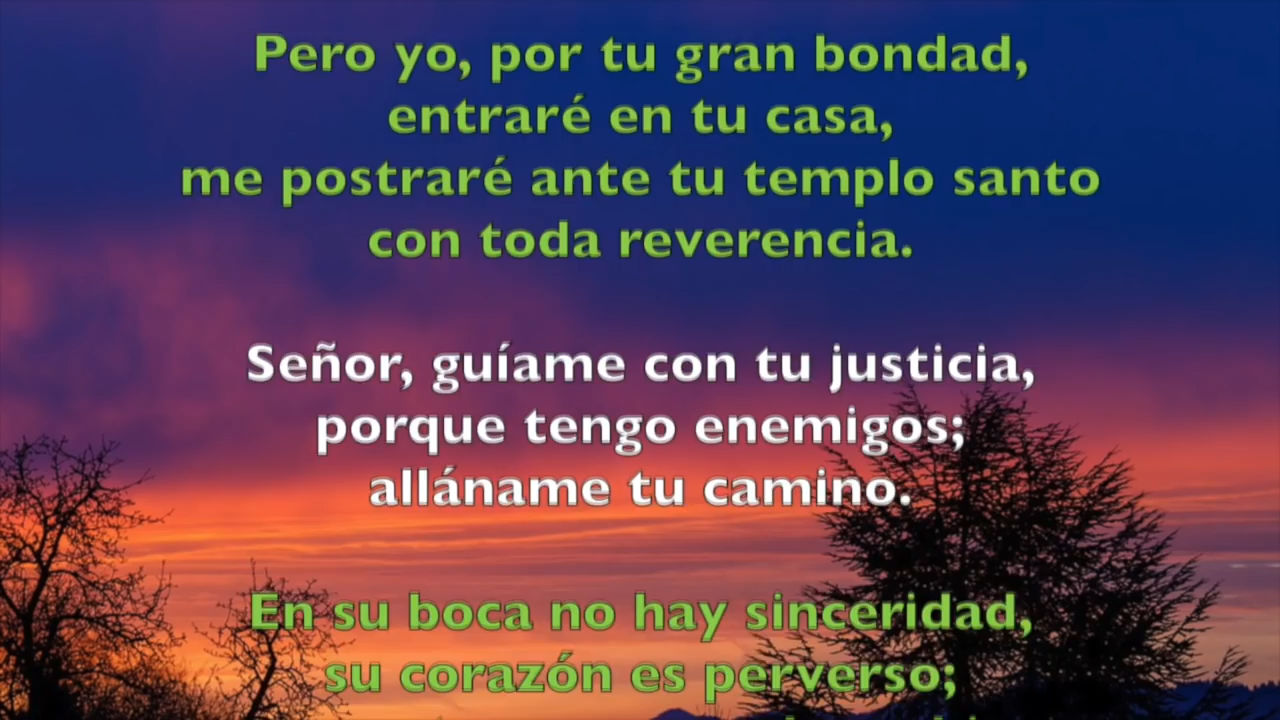 Pero yo, por tu gran bondad,
entraré en tu casa,
me postraré ante tu templo santo
con toda reverencia.
Señor, guíame con tu justicia,
porque tengo enemigos;
alláname tu camino.
En su boca no hay sinceridad,
su corazón es perverso;